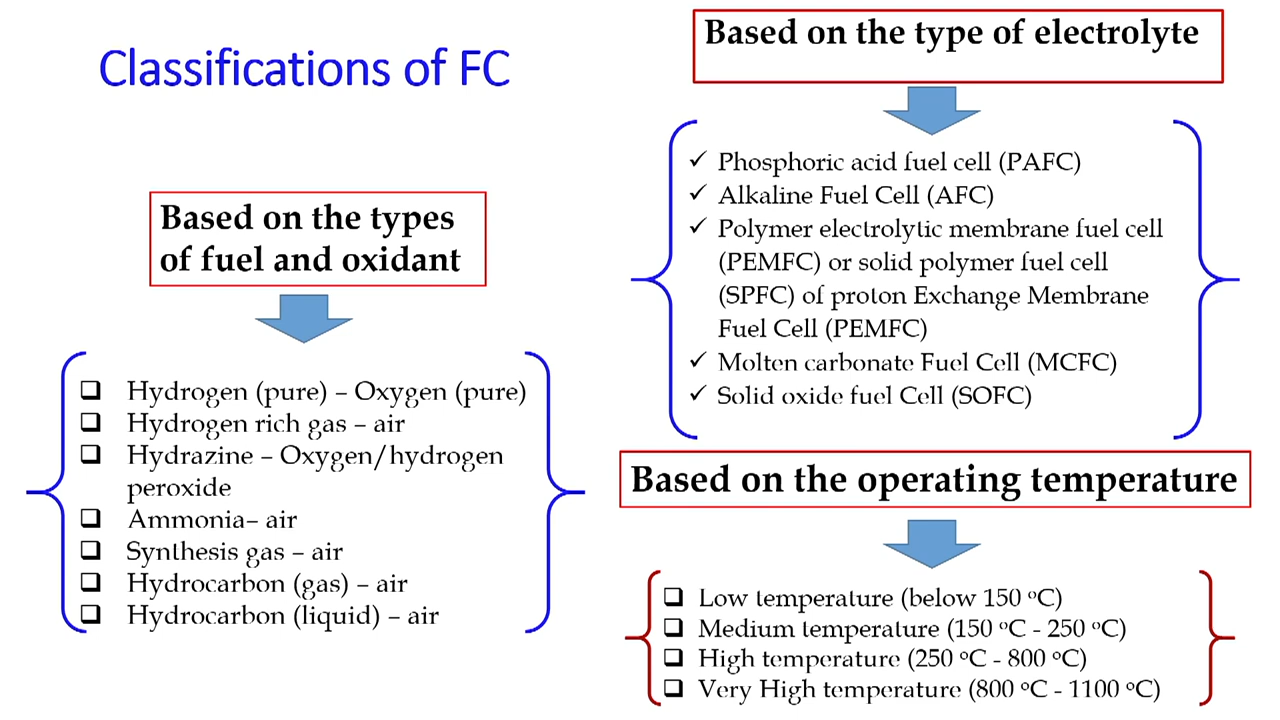 Classifications of FC
Based on the types
of fuel and oxidant
❑ Hydrogen (pure) – Oxygen (pure)
❑ Hydrogen rich gas – air
❑ Hydrazine – Oxygen/hydrogen
peroxide
❑ Ammonia– air
❑ Synthesis gas – air
❑ Hydrocarbon (gas) – air
❑ Hydrocarbon (liquid) – air
Based on the type of electrolyte
✓ Phosphoric acid fuel cell (PAFC)
✓ Alkaline Fuel Cell (AFC)
✓ Polymer electrolytic membrane fuel cell
(PEMFC) or solid polymer fuel cell
(SPFC) of proton Exchange Membrane
Fuel Cell (PEMFC)
✓ Molten carbonate Fuel Cell (MCFC)
✓ Solid oxide fuel Cell (SOFC)
Based on the operating temperature
❑ Low temperature (below 150 °C)
❑ Medium temperature (150 °C - 250 °C)
❑ High temperature (250 °C - 800 °C)
❑ Very High temperature (800 °C - 1100 °C)